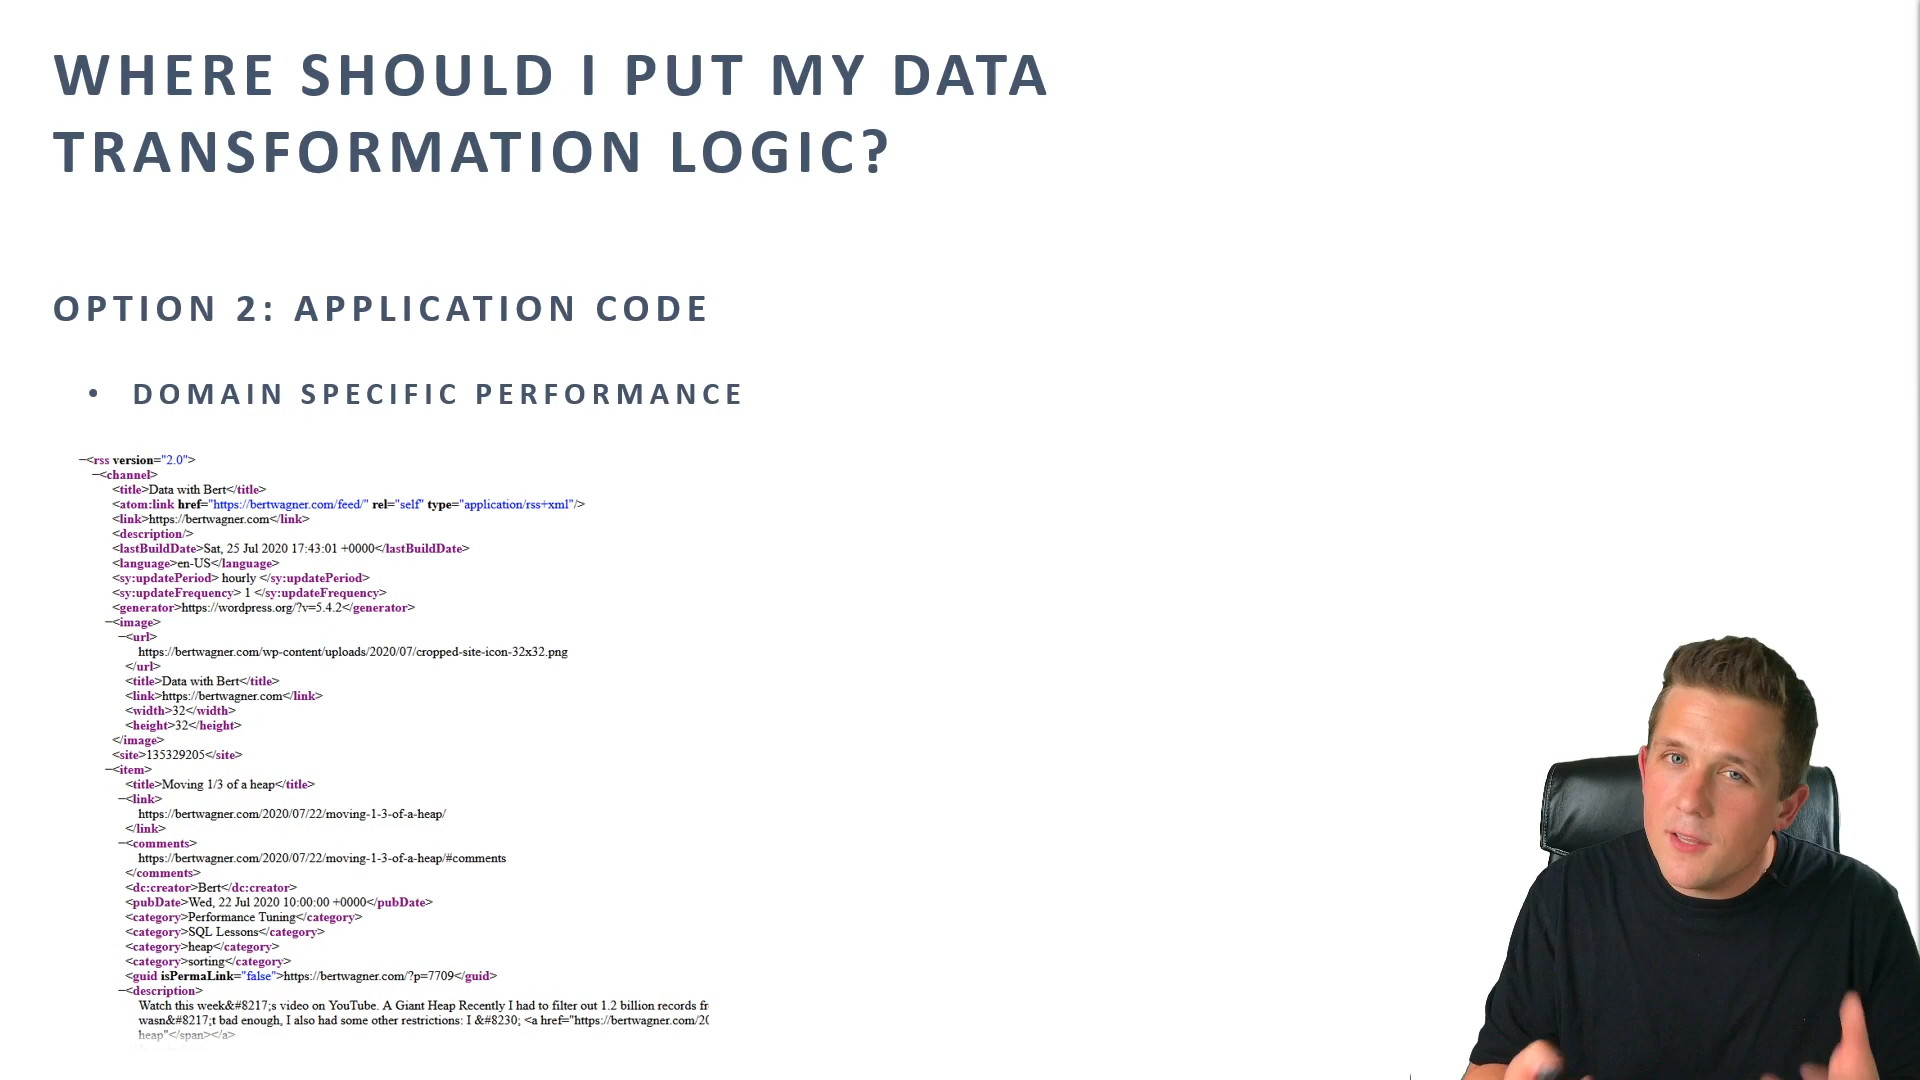 WHERE SHOULD I PUT MY DATA
TRANSFORMATION LOGIC?
OPTION 2: APPLICATION CODE
• DOMAIN SPECIFIC PERFORMANCE
−<rss version="2.0">
−<channel>
<title>Data with Bert</title>
<atom:link href="https://bertwagner.com/feed/" rel="self" type="application/rss+xml"/>
<link>https://bertwagner.com</link>
<description/>
<lastBuildDate>Sat, 25 Jul 2020 17:43:01 +0000</lastBuildDate>
<language>en-US</language>
<sy:updatePeriod> hourly </sy:updatePeriod>
<sy:updateFrequency> 1 </sy:updateFrequency>
<generator>https://wordpress.org/?v=5.4.2</generator>
−<image>
−<url>
https://bertwagner.com/wp-content/uploads/2020/07/cropped-site-icon-32x32.png
</url>
<title>Data with Bert</title>
<link>https://bertwagner.com</link>
<width>32</width>
<height>32</height>
</image>
<site>135329205</site>
−<item>
<title>Moving 1/3 of a heap</title>
−<link>
https://bertwagner.com/2020/07/22/moving-1-3-of-a-heap/
</link>
−<comments>
https://bertwagner.com/2020/07/22/moving-1-3-of-a-heap/#comments
</comments>
<dc:creator>Bert</dc:creator>
<pubDate>Wed, 22 Jul 2020 10:00:00 +0000</pubDate>
<category>Performance Tuning</category>
<category>SQL Lessons</category>
<category>heap</category>
<category>sorting</category>
<guid isPermaLink="false">https://bertwagner.com/?p=7709</guid>
−<description>
Watch this week&#8217;s video on YouTube. A Giant Heap Recently I had to filter out 1.2 billion records
wasn&#8217;t bad enough, I also had some other restrictions: I &#8230; <a href="https://bertwagner.com/20
heap"</span></a>